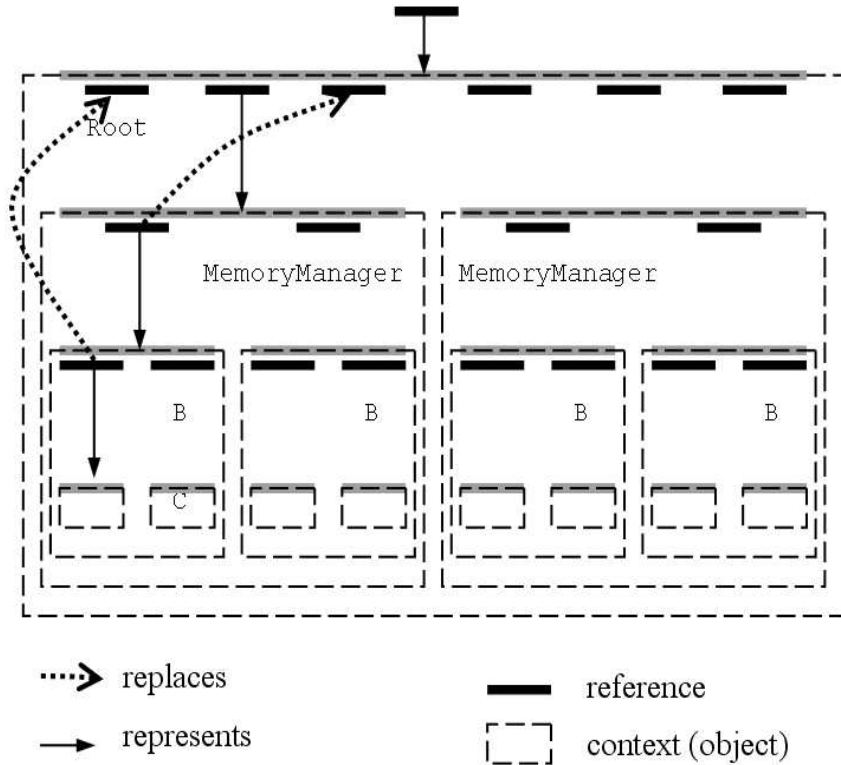 Root
MemoryManager MemoryManager
B B B B
C
replaces reference
represents context (object)